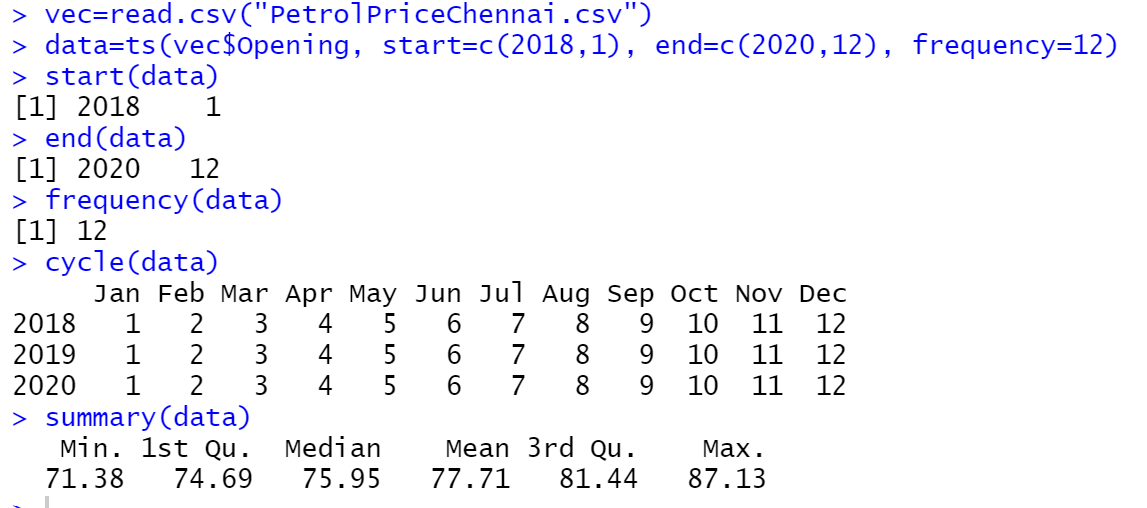 > vec=read.csv("PetrolPriceChennai.csv")
> data=ts(vec$Opening, start=c(2018,1), end=c(2020,12), frequency=12)
> start(data)
[1] 2018    1
> end(data)
[1] 2020   12
> frequency(data)
[1] 12
> cycle(data)
     Jan Feb Mar Apr May Jun Jul Aug Sep Oct Nov Dec
2018   1   2   3   4   5   6   7   8   9  10  11  12
2019   1   2   3   4   5   6   7   8   9  10  11  12
2020   1   2   3   4   5   6   7   8   9  10  11  12
> summary(data)
   Min. 1st Qu.  Median    Mean 3rd Qu.    Max.
  71.38   74.69   75.95   77.71   81.44   87.13
>